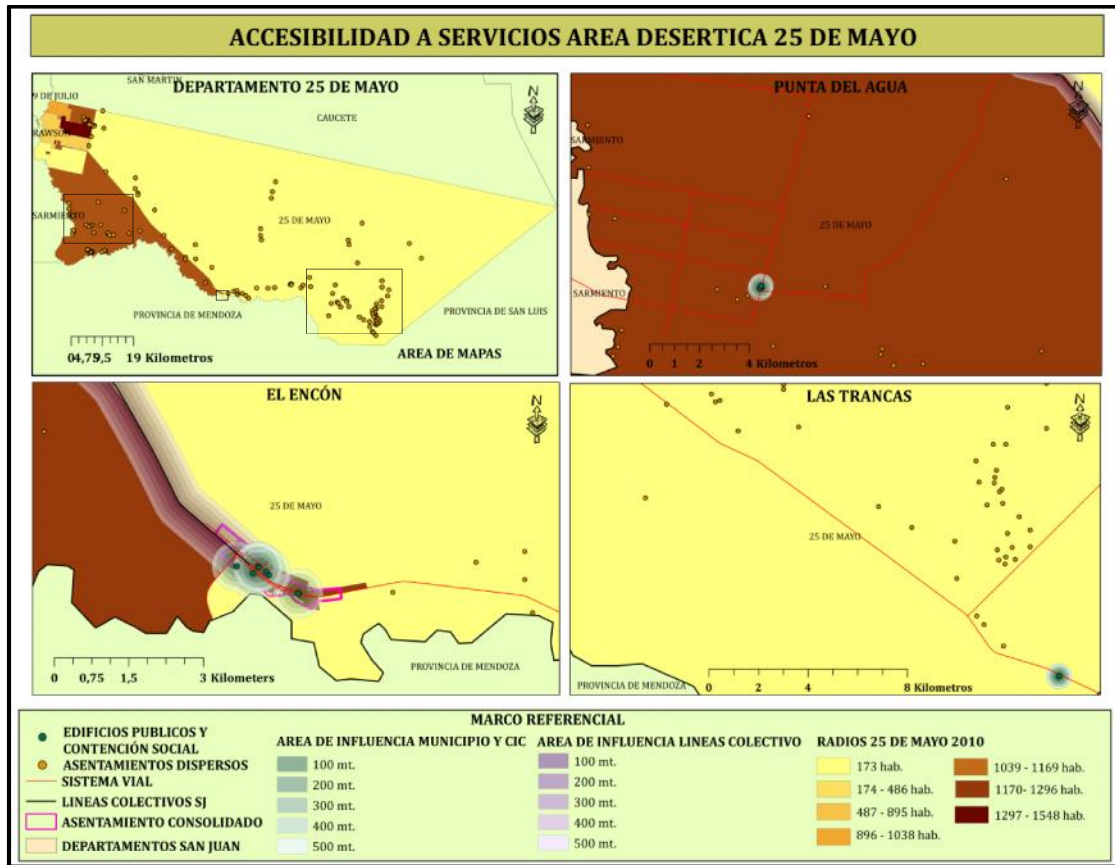 ACCESIBILIDAD A SERVICIOS AREA DESERTICA 25 DE MAYO
SAN MARTIN
DEPARTAMENTO 25 DE MAYO
9 DE JULIO
CAUCETE
N
RAWSON
SARMIENTO
25 DE MAYO
PROVINCIA DE MENDOZA
PROVINCIA DE SAN LUIS
AREA DE MAPAS
0 4,75 9,5 19 Kilometros
PUNTA DEL AGUA
N
SARMIENTO
25 DE MAYO
SARMIENTO
0 1 2 4 Kilometros
EL ENCÓN
N
25 DE MAYO
PROVINCIA DE MENDOZA
0 0,75 1,5 3 Kilometers
LAS TRANCAS
N
25 DE MAYO
PROVINCIA DE MENDOZA
0 2 4 8 Kilometros
MARCO REFERENCIAL
EDIFICIOS PUBLICOS Y
CONTENCIÓN SOCIAL
ASENTAMIENTOS DISPERSOS
SISTEMA VIAL
LINEAS COLECTIVOS SJ
ASENTAMIENTO CONSOLIDADO
DEPARTAMENTOS SAN JUAN
AREA DE INFLUENCIA MUNICIPIO Y CIC
100 mt.
200 mt.
300 mt.
400 mt.
500 mt.
AREA DE INFLUENCIA LINEAS COLECTIVO
100 mt.
200 mt.
300 mt.
400 mt.
500 mt.
RADIOS 25 DE MAYO 2010
173 hab.
174 - 486 hab.
487 - 895 hab.
896 - 1038 hab.
1039 - 1169 hab.
1170- 1296 hab.
1297 - 1548 hab.